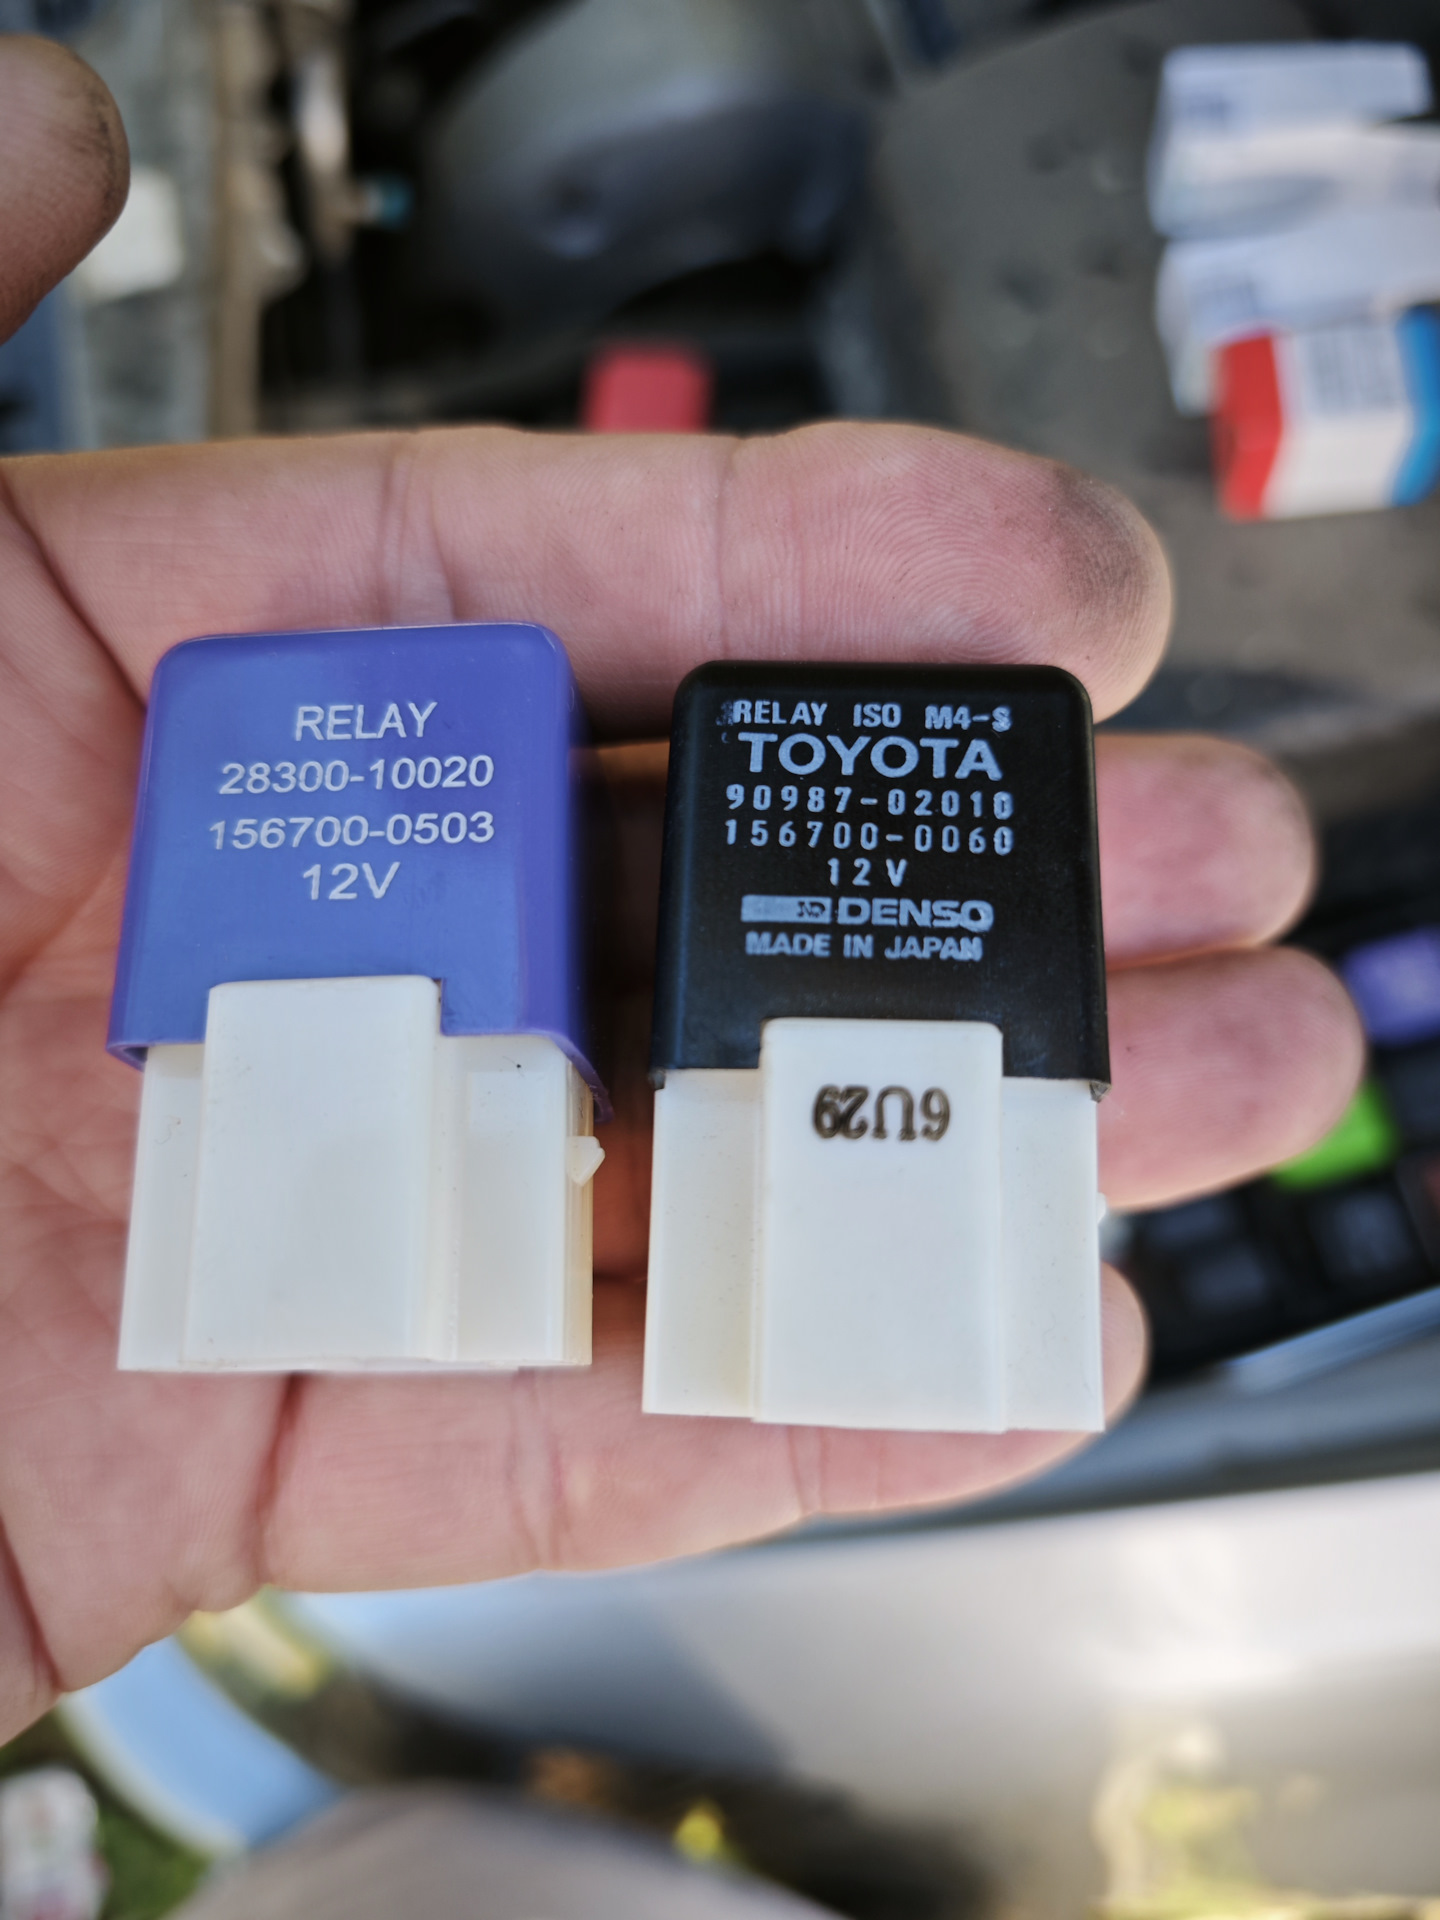 RELAY
28300-10020
156700-0503
12V
RELAY ISO M4-S
TOYOTA
90987-02010
156700-0060
12V
DENSO
MADE IN JAPAN
6U29